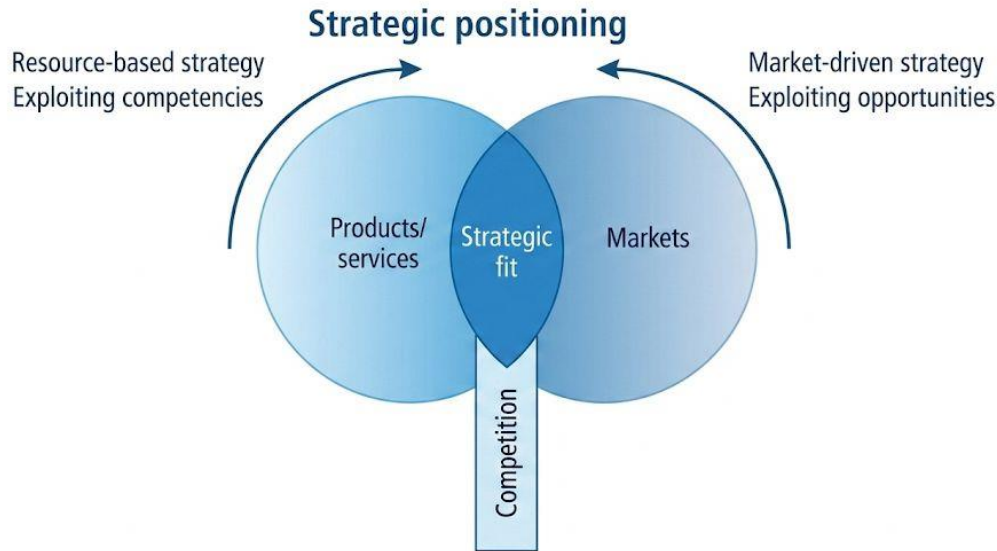 Strategic positioning
Resource-based strategy
Exploiting competencies
Market-driven strategy
Exploiting opportunities
Products/
services
Strategic
fit
Markets
Competition